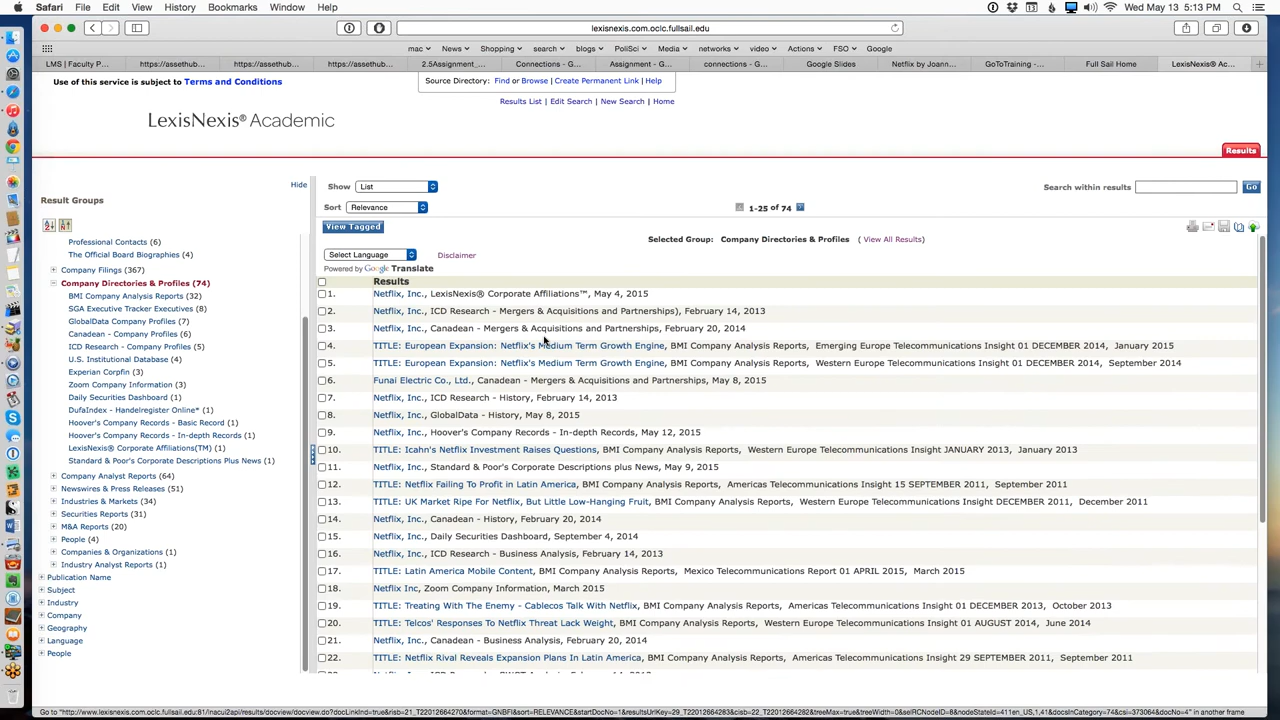 Safari File Edit View History Bookmarks Window Help Wed May 13 5:13 PM
lexisnexis.com.oclc.fullsail.edu
mac News Shopping search blogs PoliSci Media networks video Actions FSO Google
LMS | Faculty P... https://assethub... https://assethub... https://assethub... 2.5Assignment_... Connections - G... Assignment - G... connections - G... Google Slides Netflix by Joann... GoToTraining -... Full Sail Home LexisNexis® Ac...
Use of this service is subject to Terms and Conditions
Source Directory: Find or Browse | Create Permanent Link | Help
Results List | Edit Search | New Search | Home
LexisNexis® Academic
Results
Hide
Result Groups
Professional Contacts (6)
The Official Board Biographies (4)
Company Filings (367)
Company Directories & Profiles (74)
BMI Company Analysis Reports (32)
SGA Executive Tracker Executives (8)
GlobalData Company Profiles (7)
Canadean - Company Profiles (6)
ICD Research - Company Profiles (5)
U.S. Institutional Database (4)
Experian Corpfin (3)
Zoom Company Information (3)
Daily Securities Dashboard (1)
DufaIndex - Handelregister Online* (1)
Hoover's Company Records - Basic Record (1)
Hoover's Company Records - In-depth Records (1)
LexisNexis® Corporate Affiliations(TM) (1)
Standard & Poor's Corporate Descriptions Plus News (1)
Company Analyst Reports (64)
Newswires & Press Releases (51)
Industries & Markets (34)
Securities Reports (31)
M&A Reports (20)
People (4)
Companies & Organizations (1)
Industry Analyst Reports (1)
Publication Name
Subject
Industry
Company
Geography
Language
People
Show List
Search within results Go
Sort Relevance
1-25 of 74
View Tagged
Selected Group: Company Directories & Profiles ( View All Results)
Select Language Disclaimer
Powered by Google Translate
Results
1. Netflix, Inc., LexisNexis® Corporate Affiliations™, May 4, 2015
2. Netflix, Inc., ICD Research - Mergers & Acquisitions and Partnerships), February 14, 2013
3. Netflix, Inc., Canadean - Mergers & Acquisitions and Partnerships, February 20, 2014
4. TITLE: European Expansion: Netflix's Medium Term Growth Engine, BMI Company Analysis Reports, Emerging Europe Telecommunications Insight 01 DECEMBER 2014, January 2015
5. TITLE: European Expansion: Netflix's Medium Term Growth Engine, BMI Company Analysis Reports, Western Europe Telecommunications Insight 01 DECEMBER 2014, September 2014
6. Funai Electric Co., Ltd., Canadean - Mergers & Acquisitions and Partnerships, May 8, 2015
7. Netflix, Inc., ICD Research - History, February 14, 2013
8. Netflix, Inc., GlobalData - History, May 8, 2015
9. Netflix, Inc., Hoover's Company Records - In-depth Records, May 12, 2015
10. TITLE: Icahn's Netflix Investment Raises Questions, BMI Company Analysis Reports, Western Europe Telecommunications Insight JANUARY 2013, January 2013
11. Netflix, Inc., Standard & Poor's Corporate Descriptions plus News, May 9, 2015
12. TITLE: Netflix Failing To Profit in Latin America, BMI Company Analysis Reports, Americas Telecommunications Insight 15 SEPTEMBER 2011, September 2011
13. TITLE: UK Market Ripe For Netflix, But Little Low-Hanging Fruit, BMI Company Analysis Reports, Western Europe Telecommunications Insight DECEMBER 2011, December 2011
14. Netflix, Inc., Canadean - History, February 20, 2014
15. Netflix, Inc., Daily Securities Dashboard, September 4, 2014
16. Netflix, Inc., ICD Research - Business Analysis, February 14, 2013
17. TITLE: Latin America Mobile Content, BMI Company Analysis Reports, Mexico Telecommunications Report 01 APRIL 2015, March 2015
18. Netflix Inc, Zoom Company Information, March 2015
19. TITLE: Treating With The Enemy - Cablecos Talk With Netflix, BMI Company Analysis Reports, Americas Telecommunications Insight 01 DECEMBER 2013, October 2013
20. TITLE: Telcos' Responses To Netflix Threat Lack Weight, BMI Company Analysis Reports, Western Europe Telecommunications Insight 01 AUGUST 2014, June 2014
21. Netflix, Inc., Canadean - Business Analysis, February 20, 2014
22. TITLE: Netflix Rival Reveals Expansion Plans In Latin America, BMI Company Analysis Reports, Americas Telecommunications Insight 29 SEPTEMBER 2011, September 2011